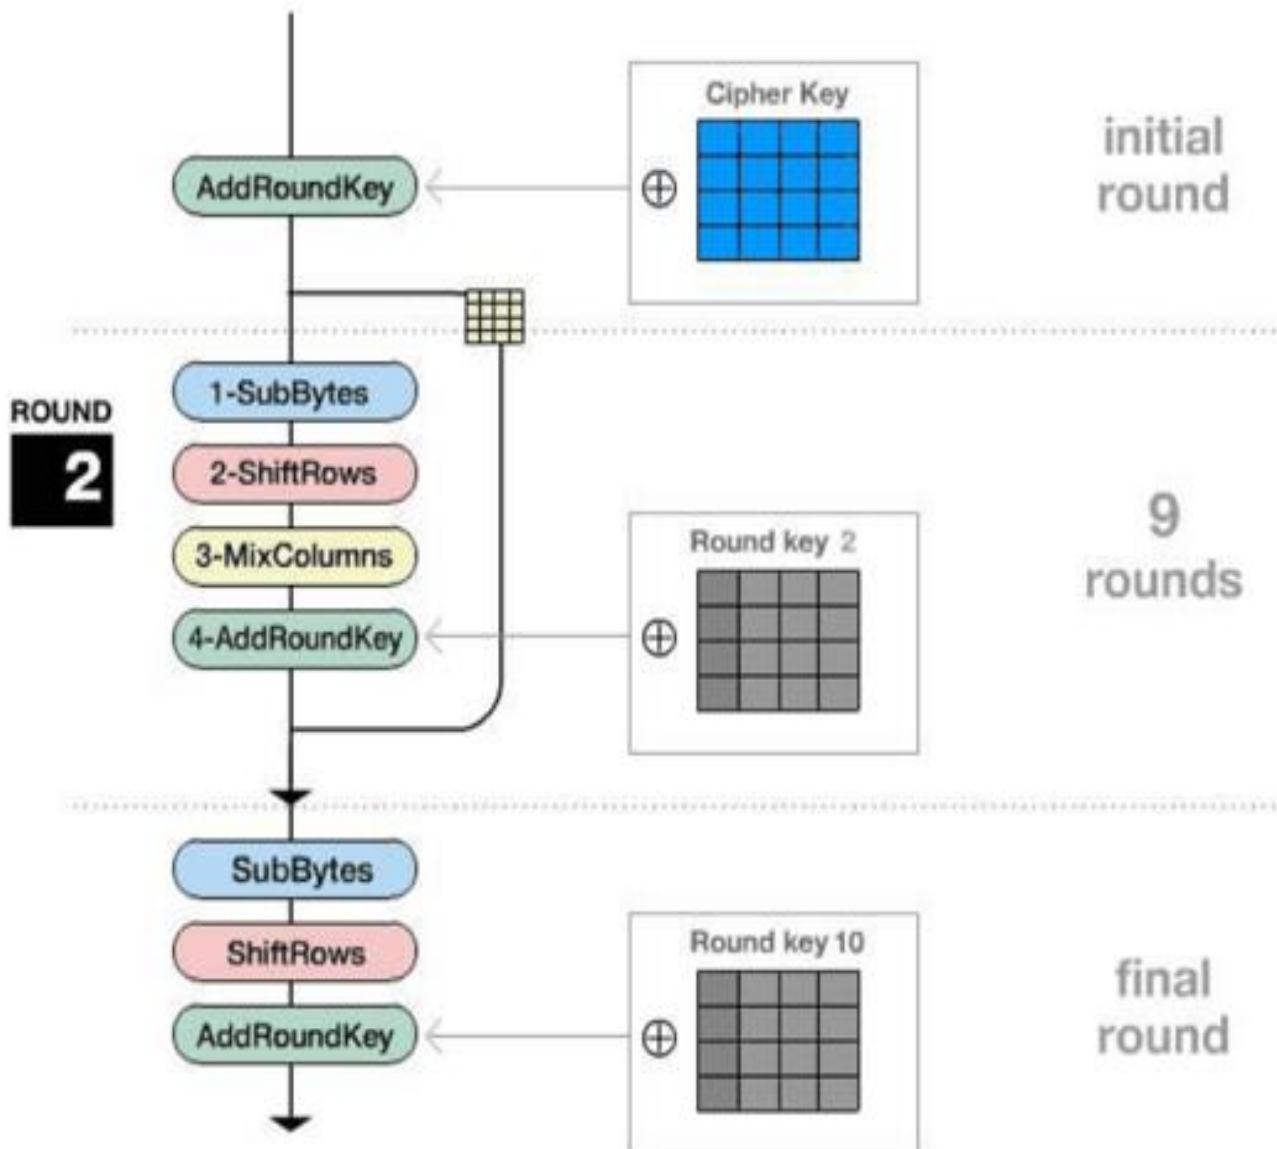 Cipher Key
initial
round
AddRoundKey
1-SubBytes
ROUND
2
2-ShiftRows
3-MixColumns
4-AddRoundKey
Round key 2
9
rounds
SubBytes
ShiftRows
AddRoundKey
Round key 10
final
round